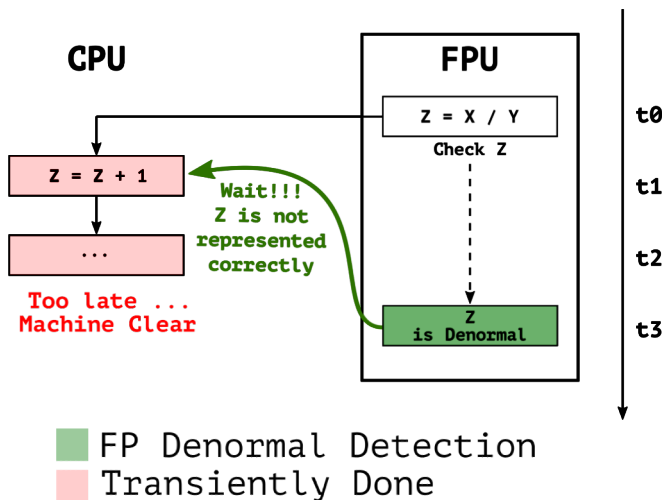 CPU
FPU
Z = X / Y
t0
Check Z
Z = Z + 1
t1
Wait!!!
Z is not
represented
correctly
...
t2
Too late ...
Machine Clear
Z
is Denormal
t3
FP Denormal Detection
Transiently Done